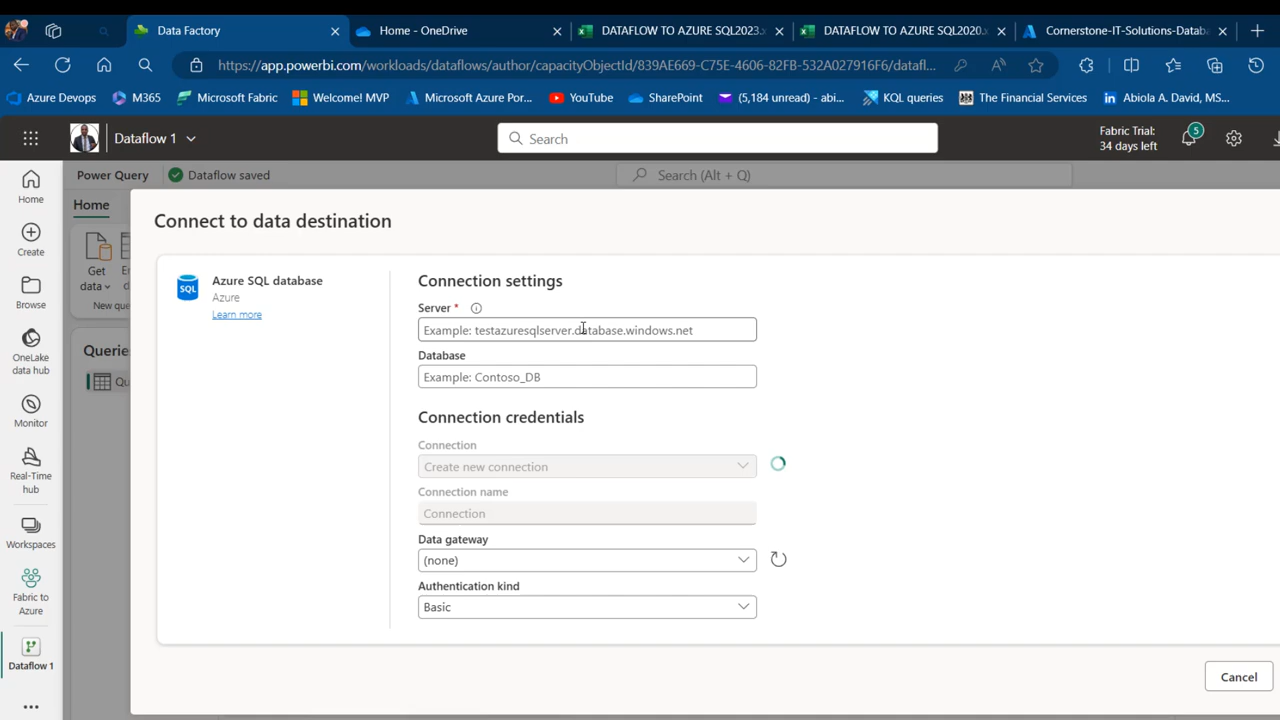 Data Factory
Home - OneDrive
DATAFLOW TO AZURE SQL2023.
DATAFLOW TO AZURE SQL2020.
Cornerstone-IT-Solutions-Datab
https://app.powerbi.com/workloads/dataflows/author/capacityObjectId/839AE669-C75E-4606-82FB-532A027916F6/datafl...
Azure Devops
M365
Microsoft Fabric
Welcome! MVP
Microsoft Azure Por...
YouTube
SharePoint
(5,184 unread) - abi...
KQL queries
The Financial Services
Abiola A. David, MS...
Dataflow 1
Search
Fabric Trial:
34 days left
5
Power Query
Dataflow saved
Search (Alt + Q)
Home
Home
Create
Browse
OneLake
data hub
Monitor
Real-Time
hub
Workspaces
Fabric to
Azure
Dataflow 1
Get
data
New que
Querie
Connect to data destination
SQL
Azure SQL database
Azure
Learn more
Connection settings
Server *
Example: testazuresqlserver.database.windows.net
Database
Example: Contoso_DB
Connection credentials
Connection
Create new connection
Connection name
Connection
Data gateway
(none)
Authentication kind
Basic
Cancel